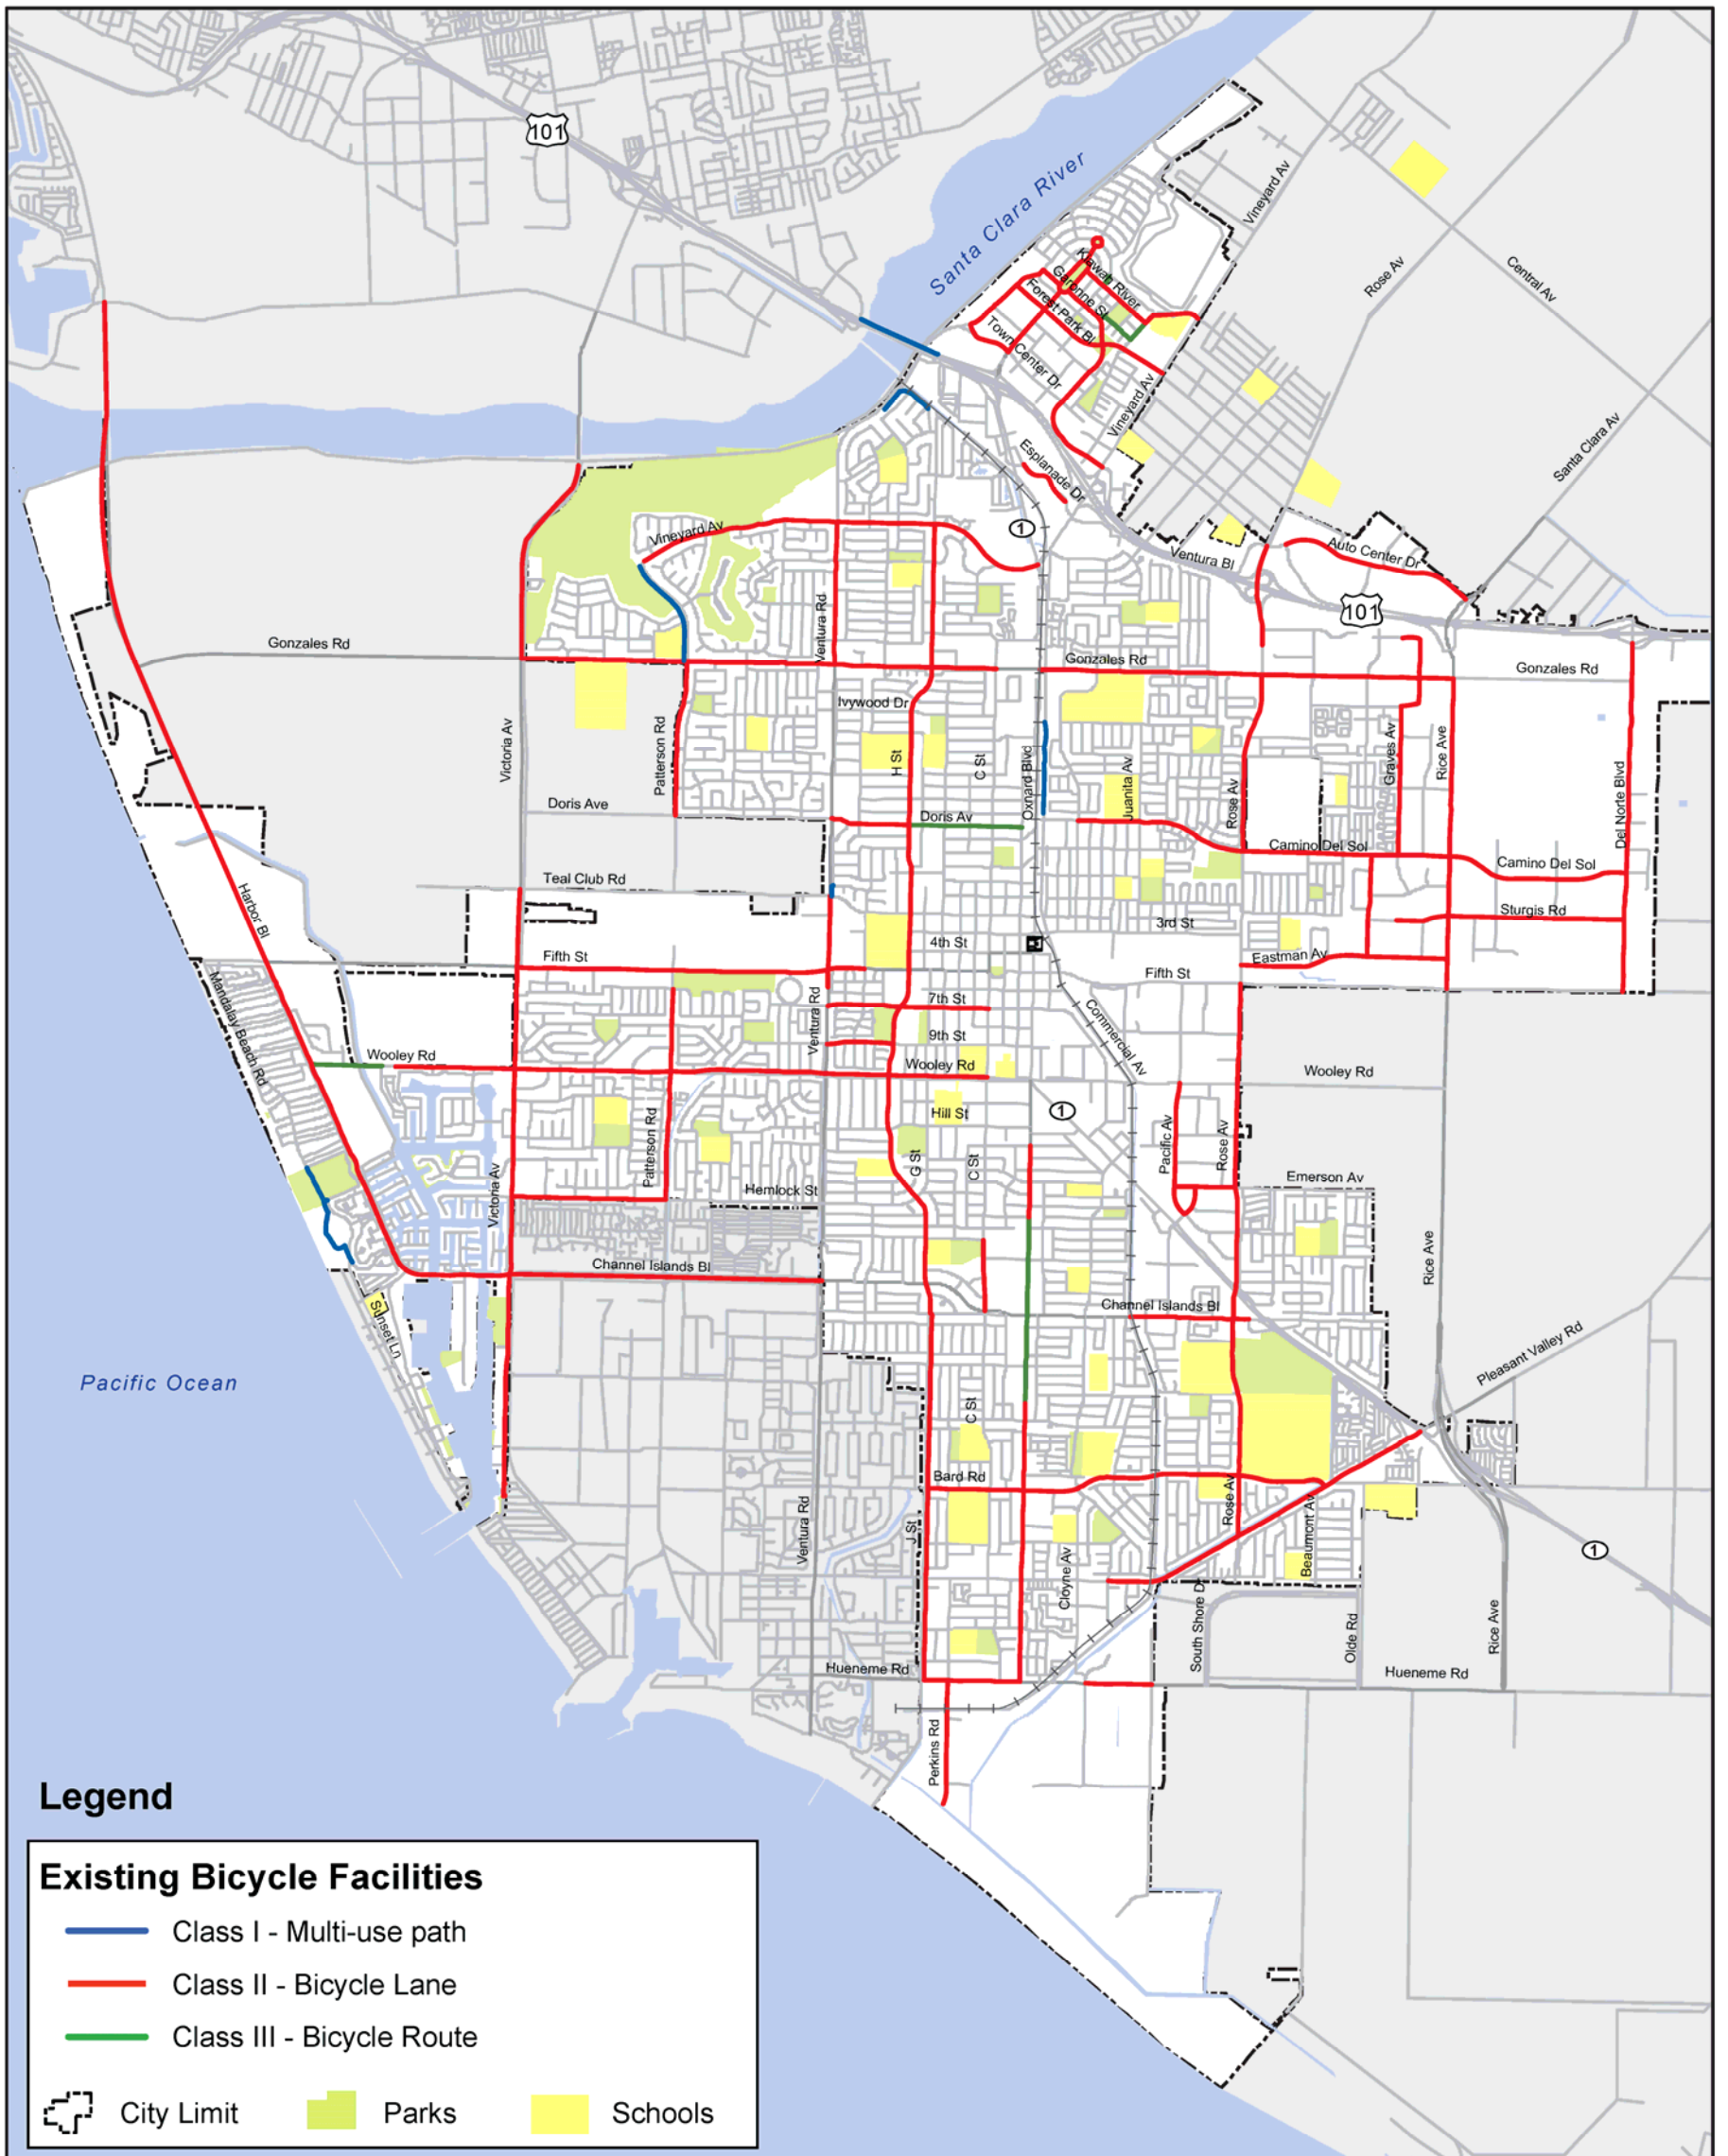 101
Santa Clara River
Vineyard Av
Rose Av
Central Av
Kiawah River
Garonne St
Forest Park Bl
Town Center Dr
Vineyard Av
Santa Clara Av
Esplanade Dr
1
Vineyard Av
Ventura Bl
Auto Center Dr
101
Ventura Rd
Gonzales Rd
Gonzales Rd
Gonzales Rd
Ivywood Dr
Victoria Av
Patterson Rd
H St
C St
Oxnard Blvd
Juanita Av
Rose Av
Graves Av
Rice Ave
Del Norte Blvd
Doris Ave
Doris Av
Camino Del Sol
Camino Del Sol
Teal Club Rd
Harbor Bl
Sturgis Rd
3rd St
4th St
Fifth St
Eastman Av
Fifth St
Mandalay Beach Rd
Ventura Rd
7th St
Commercial Av
9th St
Wooley Rd
Wooley Rd
Wooley Rd
Hill St
1
Patterson Rd
Pacific Av
Rose Av
G St
C St
Victoria Av
Hemlock St
Emerson Av
Rice Ave
Channel Islands Bl
Channel Islands Bl
Sunset Ln
Pleasant Valley Rd
Pacific Ocean
C St
Bard Rd
Rose Av
Ventura Rd
J St
Beaumont Av
1
Cloyne Av
South Shore Dr
Olde Rd
Rice Ave
Hueneme Rd
Hueneme Rd
Perkins Rd
Legend
Existing Bicycle Facilities
Class I - Multi-use path
Class II - Bicycle Lane
Class III - Bicycle Route
City Limit
Parks
Schools